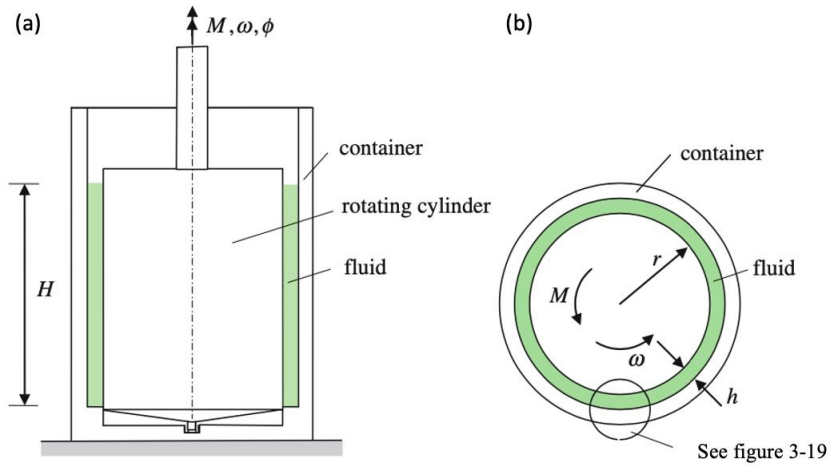 (a)
M, ω, ϕ
container
rotating cylinder
fluid
H
(b)
container
r
fluid
M
ω
h
See figure 3-19